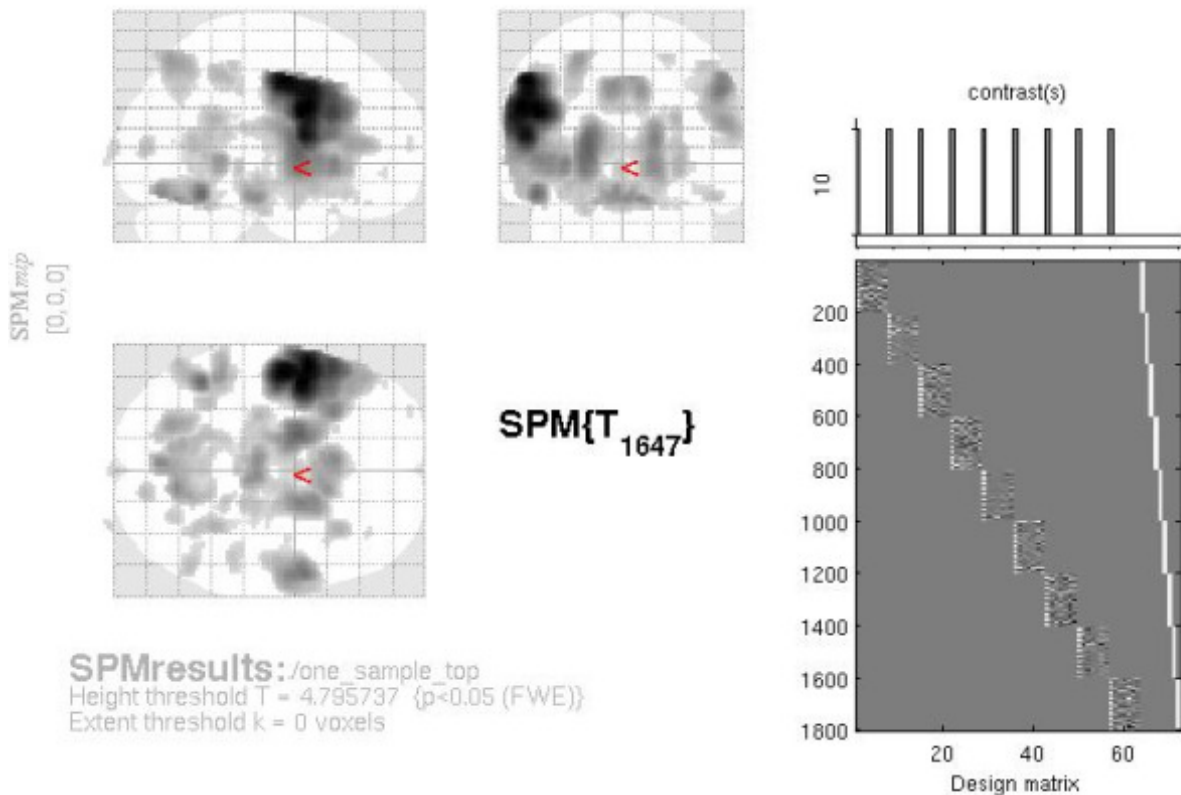 contrast(s)
10
SPMmip
[0, 0, 0]
<
<
<
SPM{T1647}
200
400
600
800
1000
1200
1400
1600
1800
20 40 60
Design matrix
SPMresults: ./one_sample_top
Height threshold T = 4.795737 {p<0.05 (FWE)}
Extent threshold k = 0 voxels